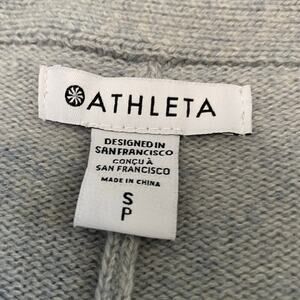 ATHLETA
DESIGNED IN
SAN FRANCISCO
CONÇU À
SAN FRANCISCO
MADE IN CHINA
S
P